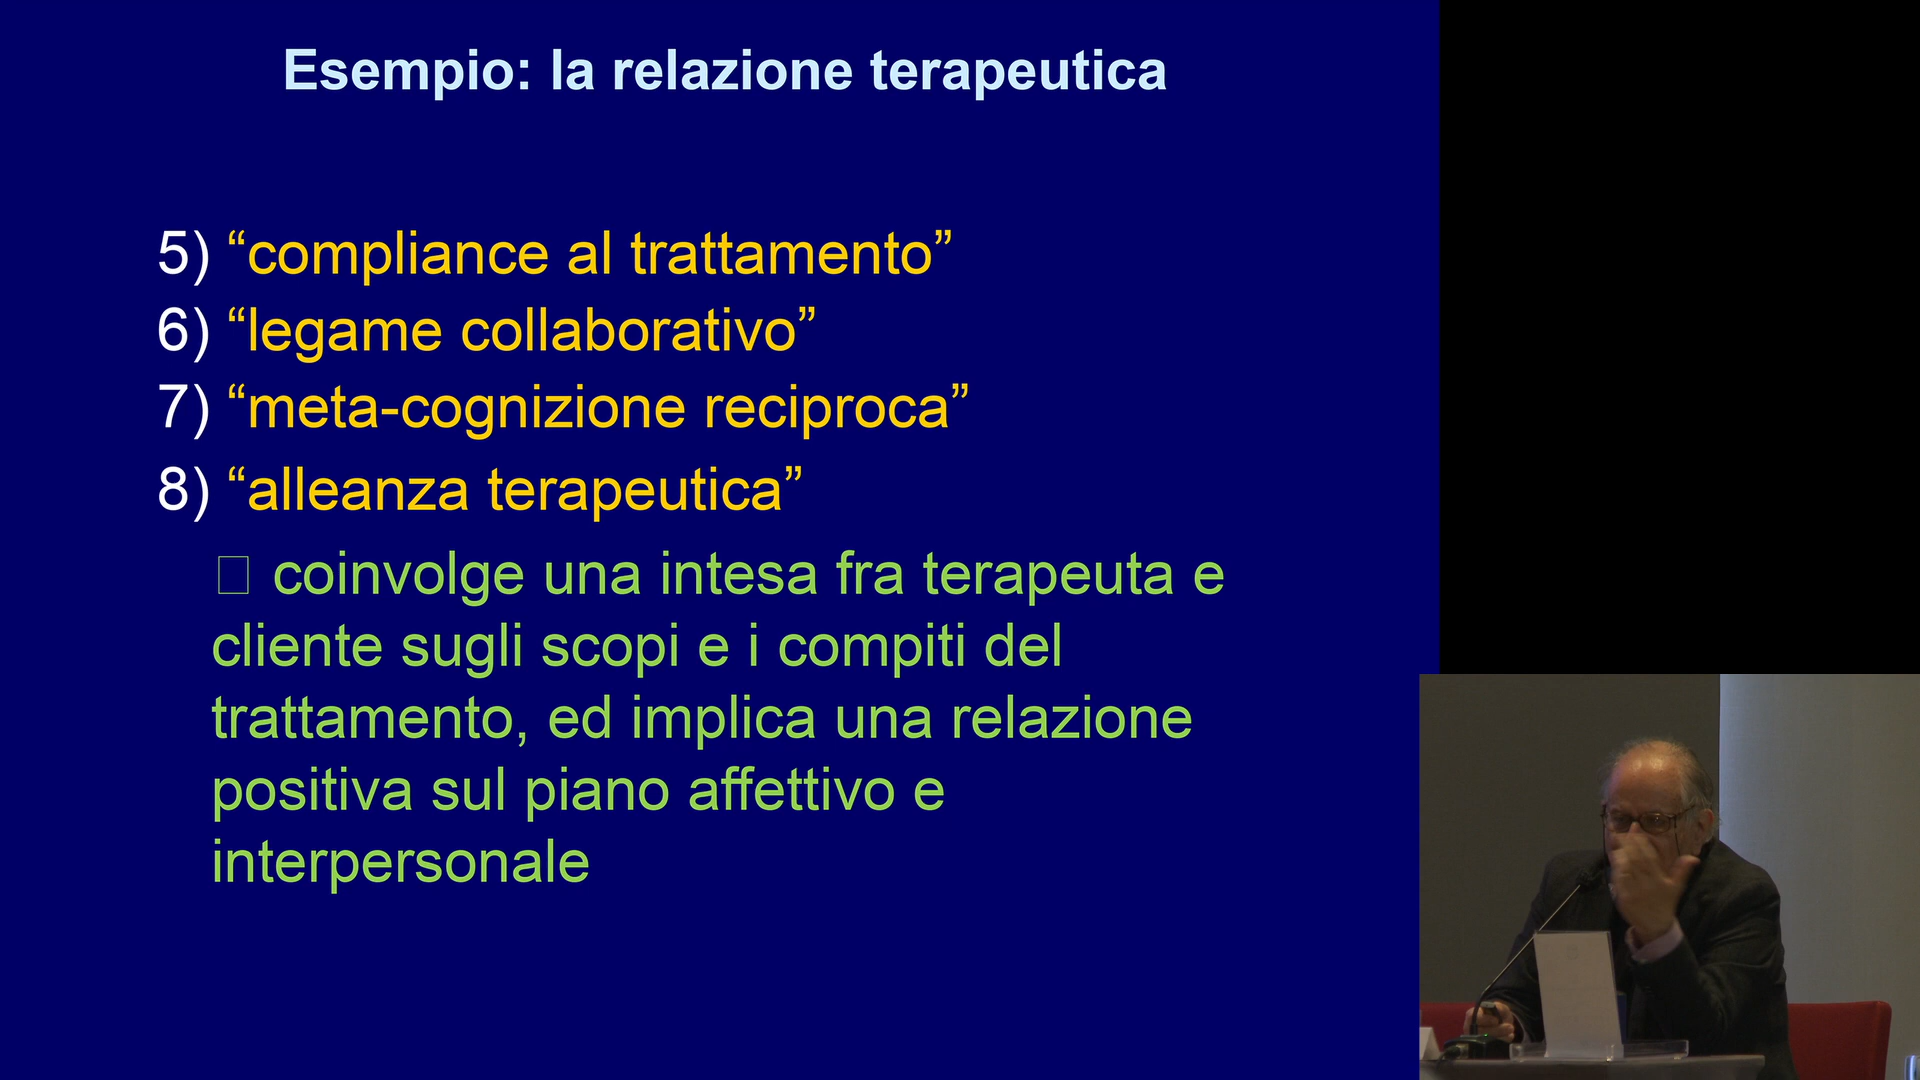 Esempio: la relazione terapeutica
5) “compliance al trattamento”
6) “legame collaborativo”
7) “meta-cognizione reciproca”
8) “alleanza terapeutica”
coinvolge una intesa fra terapeuta e
cliente sugli scopi e i compiti del
trattamento, ed implica una relazione
positiva sul piano affettivo e
interpersonale